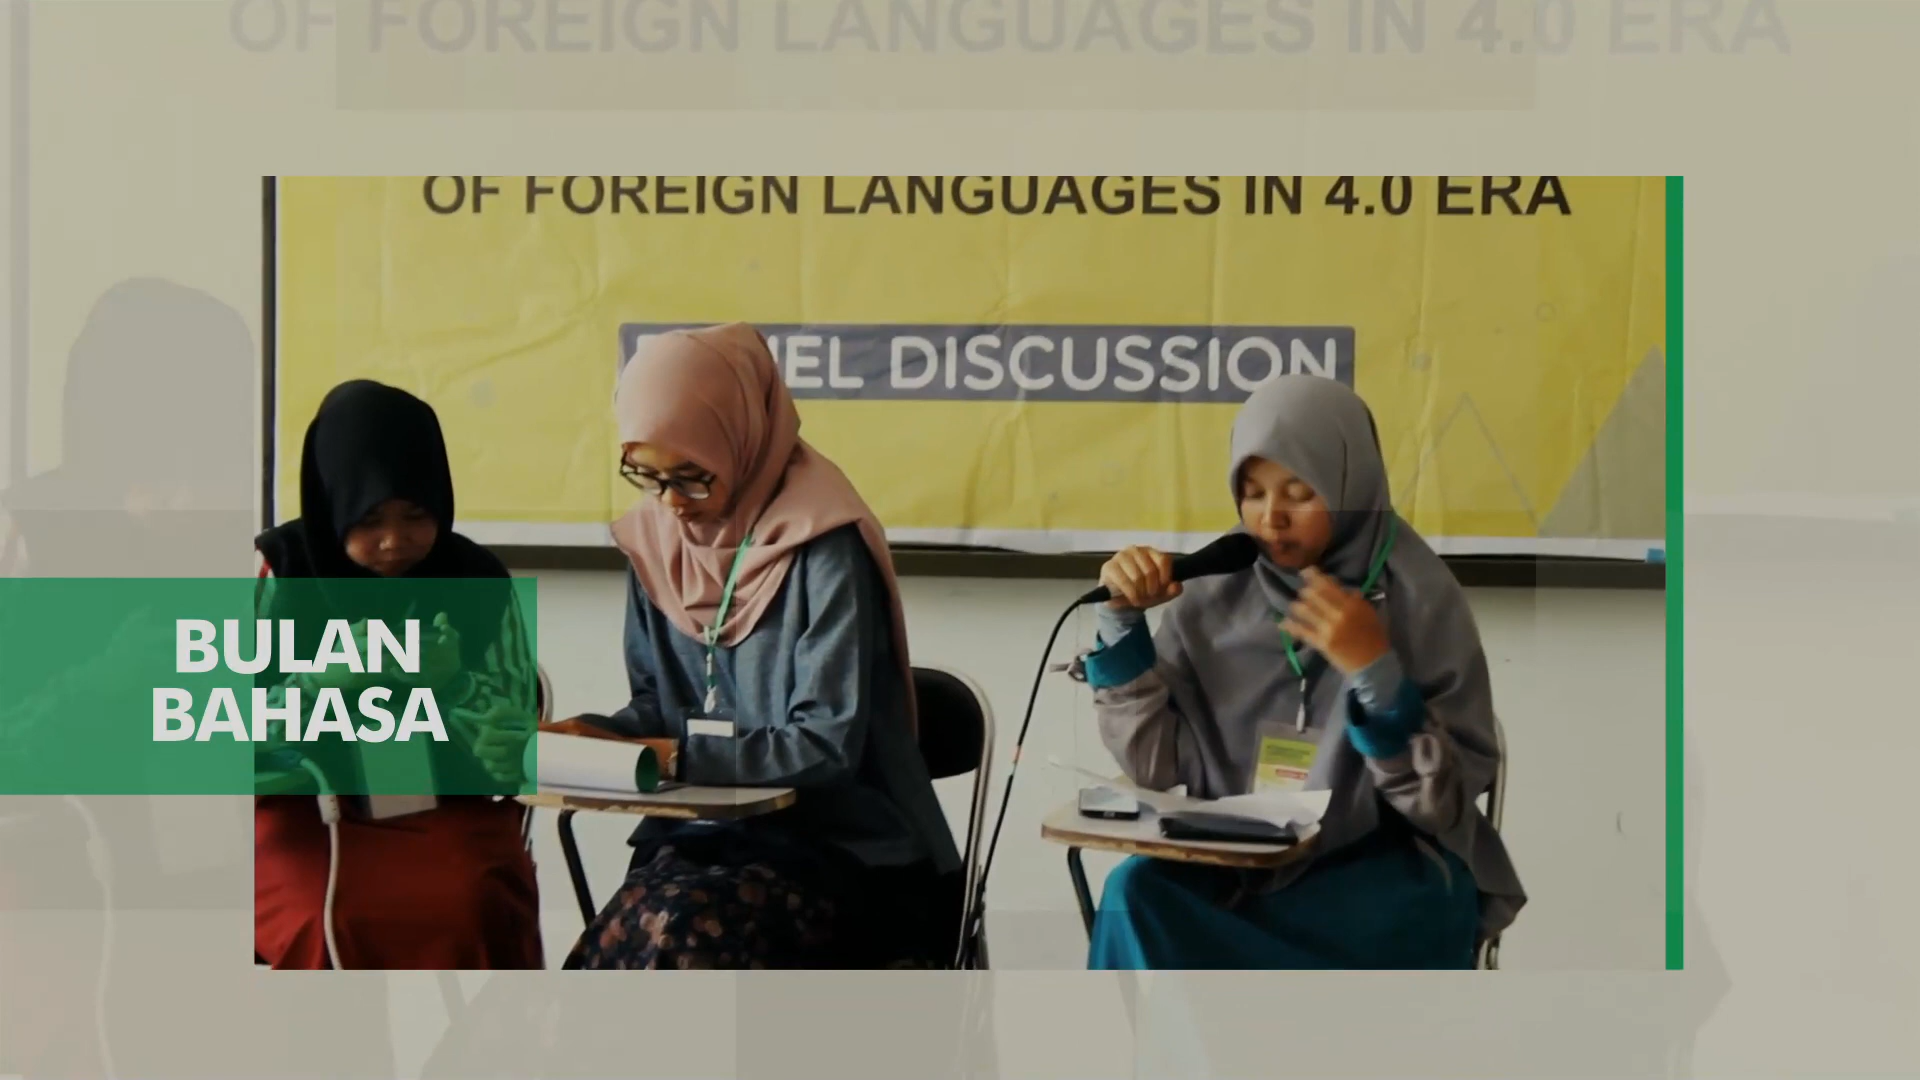 OF FOREIGN LANGUAGES IN 4.0 ERA
OF FOREIGN LANGUAGES IN 4.0 ERA
DISCUSSION
BULAN
BAHASA